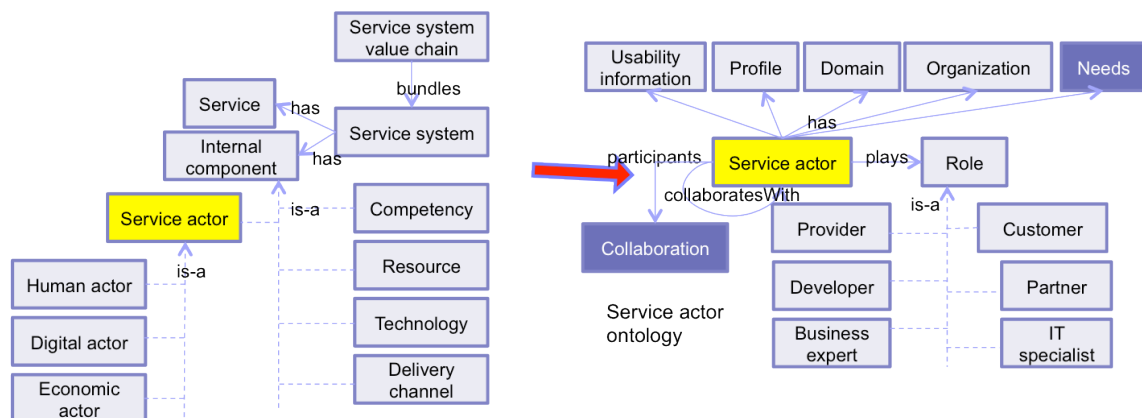 Service system
value chain
bundles
Service
has
Service system
Internal
component
has
Service actor
is-a
Competency
is-a
Human actor
Resource
Digital actor
Technology
Economic
actor
Delivery
channel
Usability
information
Profile
Domain
Organization
Needs
has
participants
Service actor
plays
Role
collaboratesWith
is-a
Collaboration
Provider
Customer
Service actor
ontology
Developer
Partner
Business
expert
IT
specialist